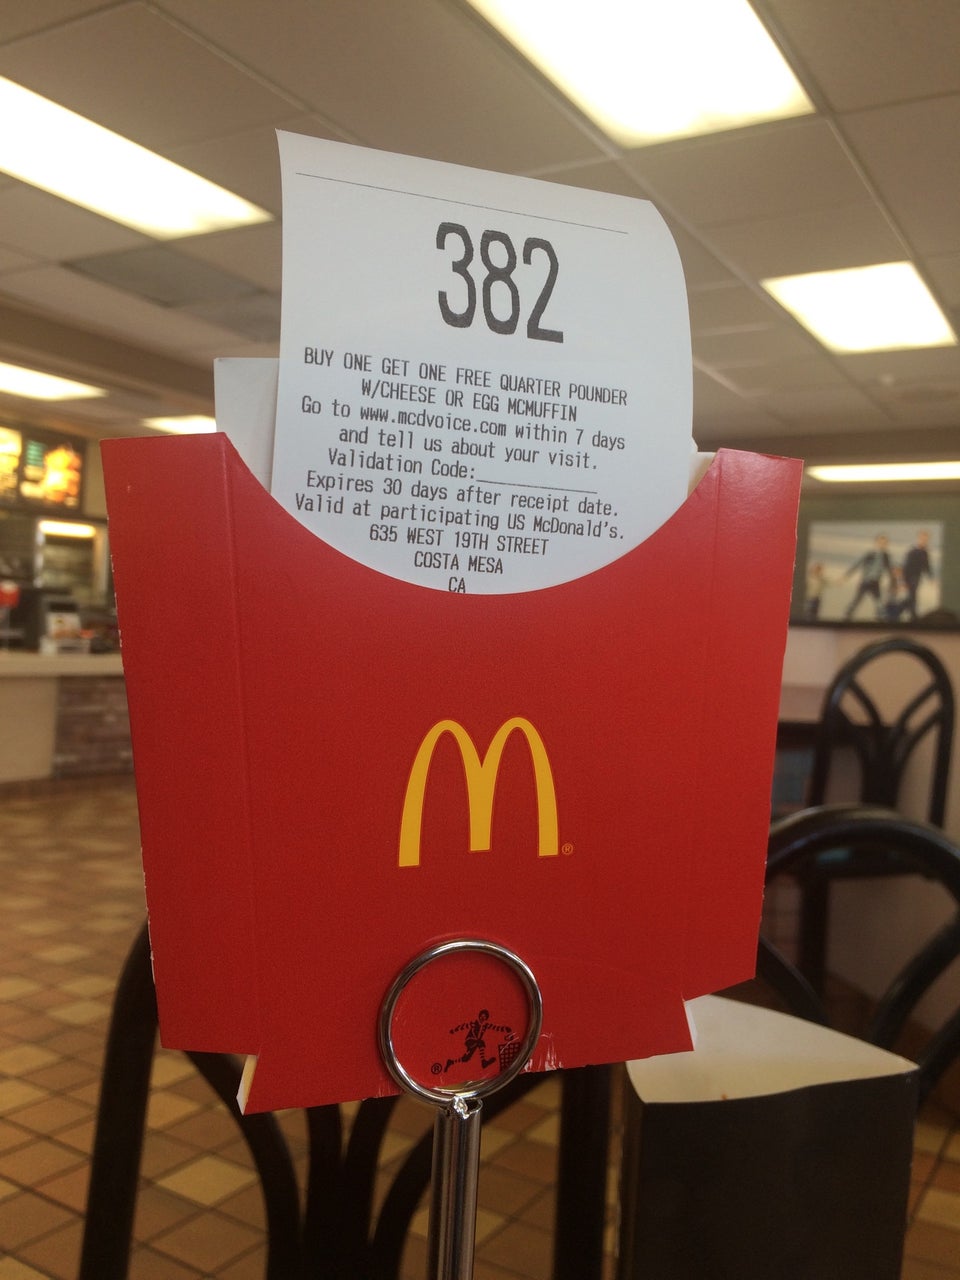 382
BUY ONE GET ONE FREE QUARTER POUNDER
W/CHEESE OR EGG MCMUFFIN
Go to www.mcdvoice.com within 7 days
and tell us about your visit.
Validation Code:____________
Expires 30 days after receipt date.
Valid at participating US McDonald's.
635 WEST 19TH STREET
COSTA MESA
CA
M®
®